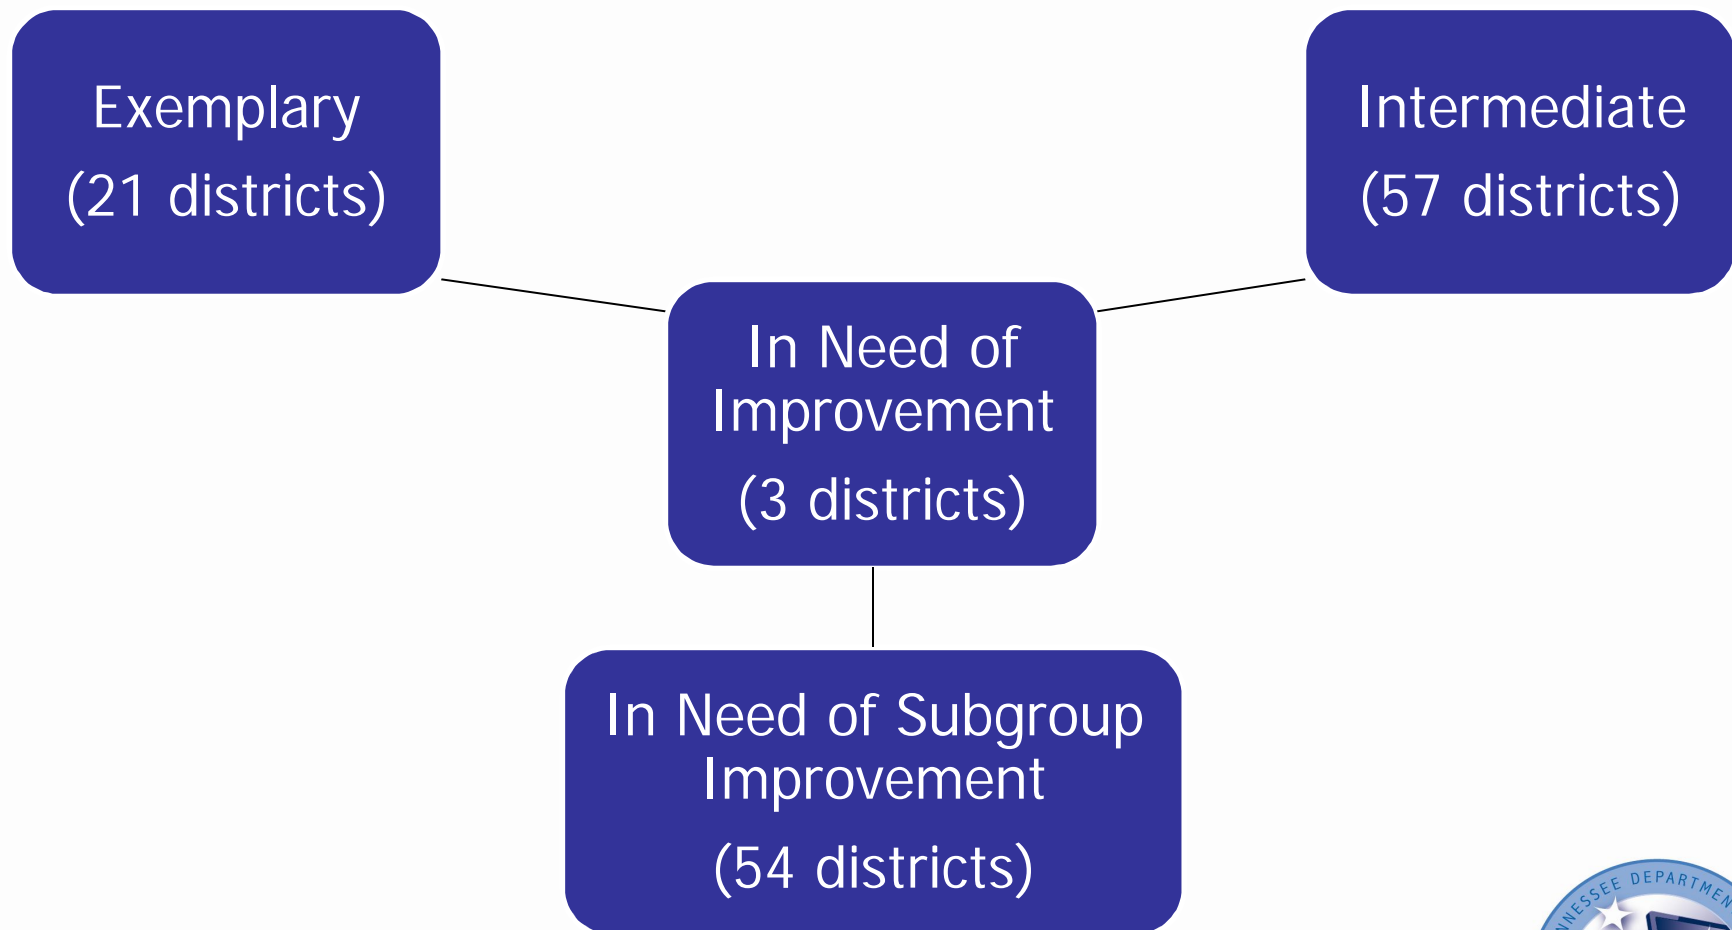 Exemplary
(21 districts)
Intermediate
(57 districts)
In Need of
Improvement
(3 districts)
In Need of Subgroup
Improvement
(54 districts)
DEPARTMEN